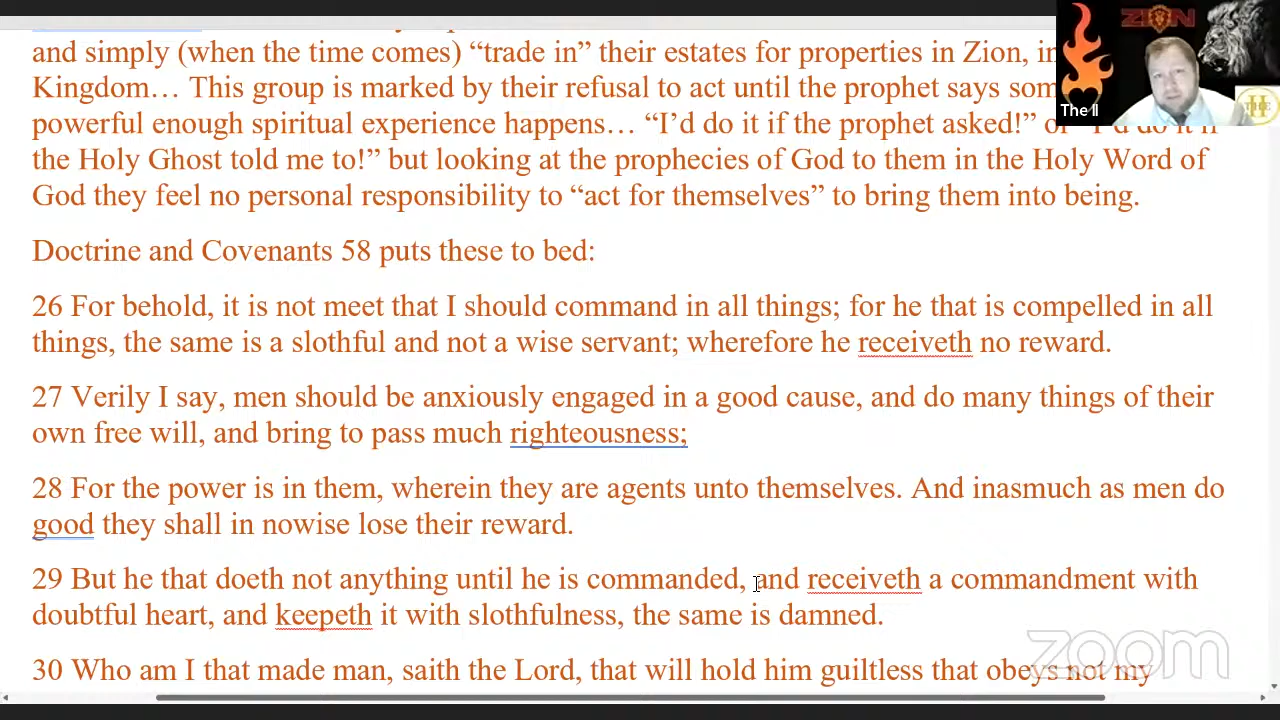 and simply (when the time comes) “trade in” their estates for properties in Zion, in
Kingdom… This group is marked by their refusal to act until the prophet says som
powerful enough spiritual experience happens… “I’d do it if the prophet asked!” or “I’d do it if
the Holy Ghost told me to!” but looking at the prophecies of God to them in the Holy Word of
God they feel no personal responsibility to “act for themselves” to bring them into being.
Doctrine and Covenants 58 puts these to bed:
26 For behold, it is not meet that I should command in all things; for he that is compelled in all
things, the same is a slothful and not a wise servant; wherefore he receiveth no reward.
27 Verily I say, men should be anxiously engaged in a good cause, and do many things of their
own free will, and bring to pass much righteousness;
28 For the power is in them, wherein they are agents unto themselves. And inasmuch as men do
good they shall in nowise lose their reward.
29 But he that doeth not anything until he is commanded, and receiveth a commandment with
doubtful heart, and keepeth it with slothfulness, the same is damned.
30 Who am I that made man, saith the Lord, that will hold him guiltless that obeys not my
ZION
The II
THE
zoom